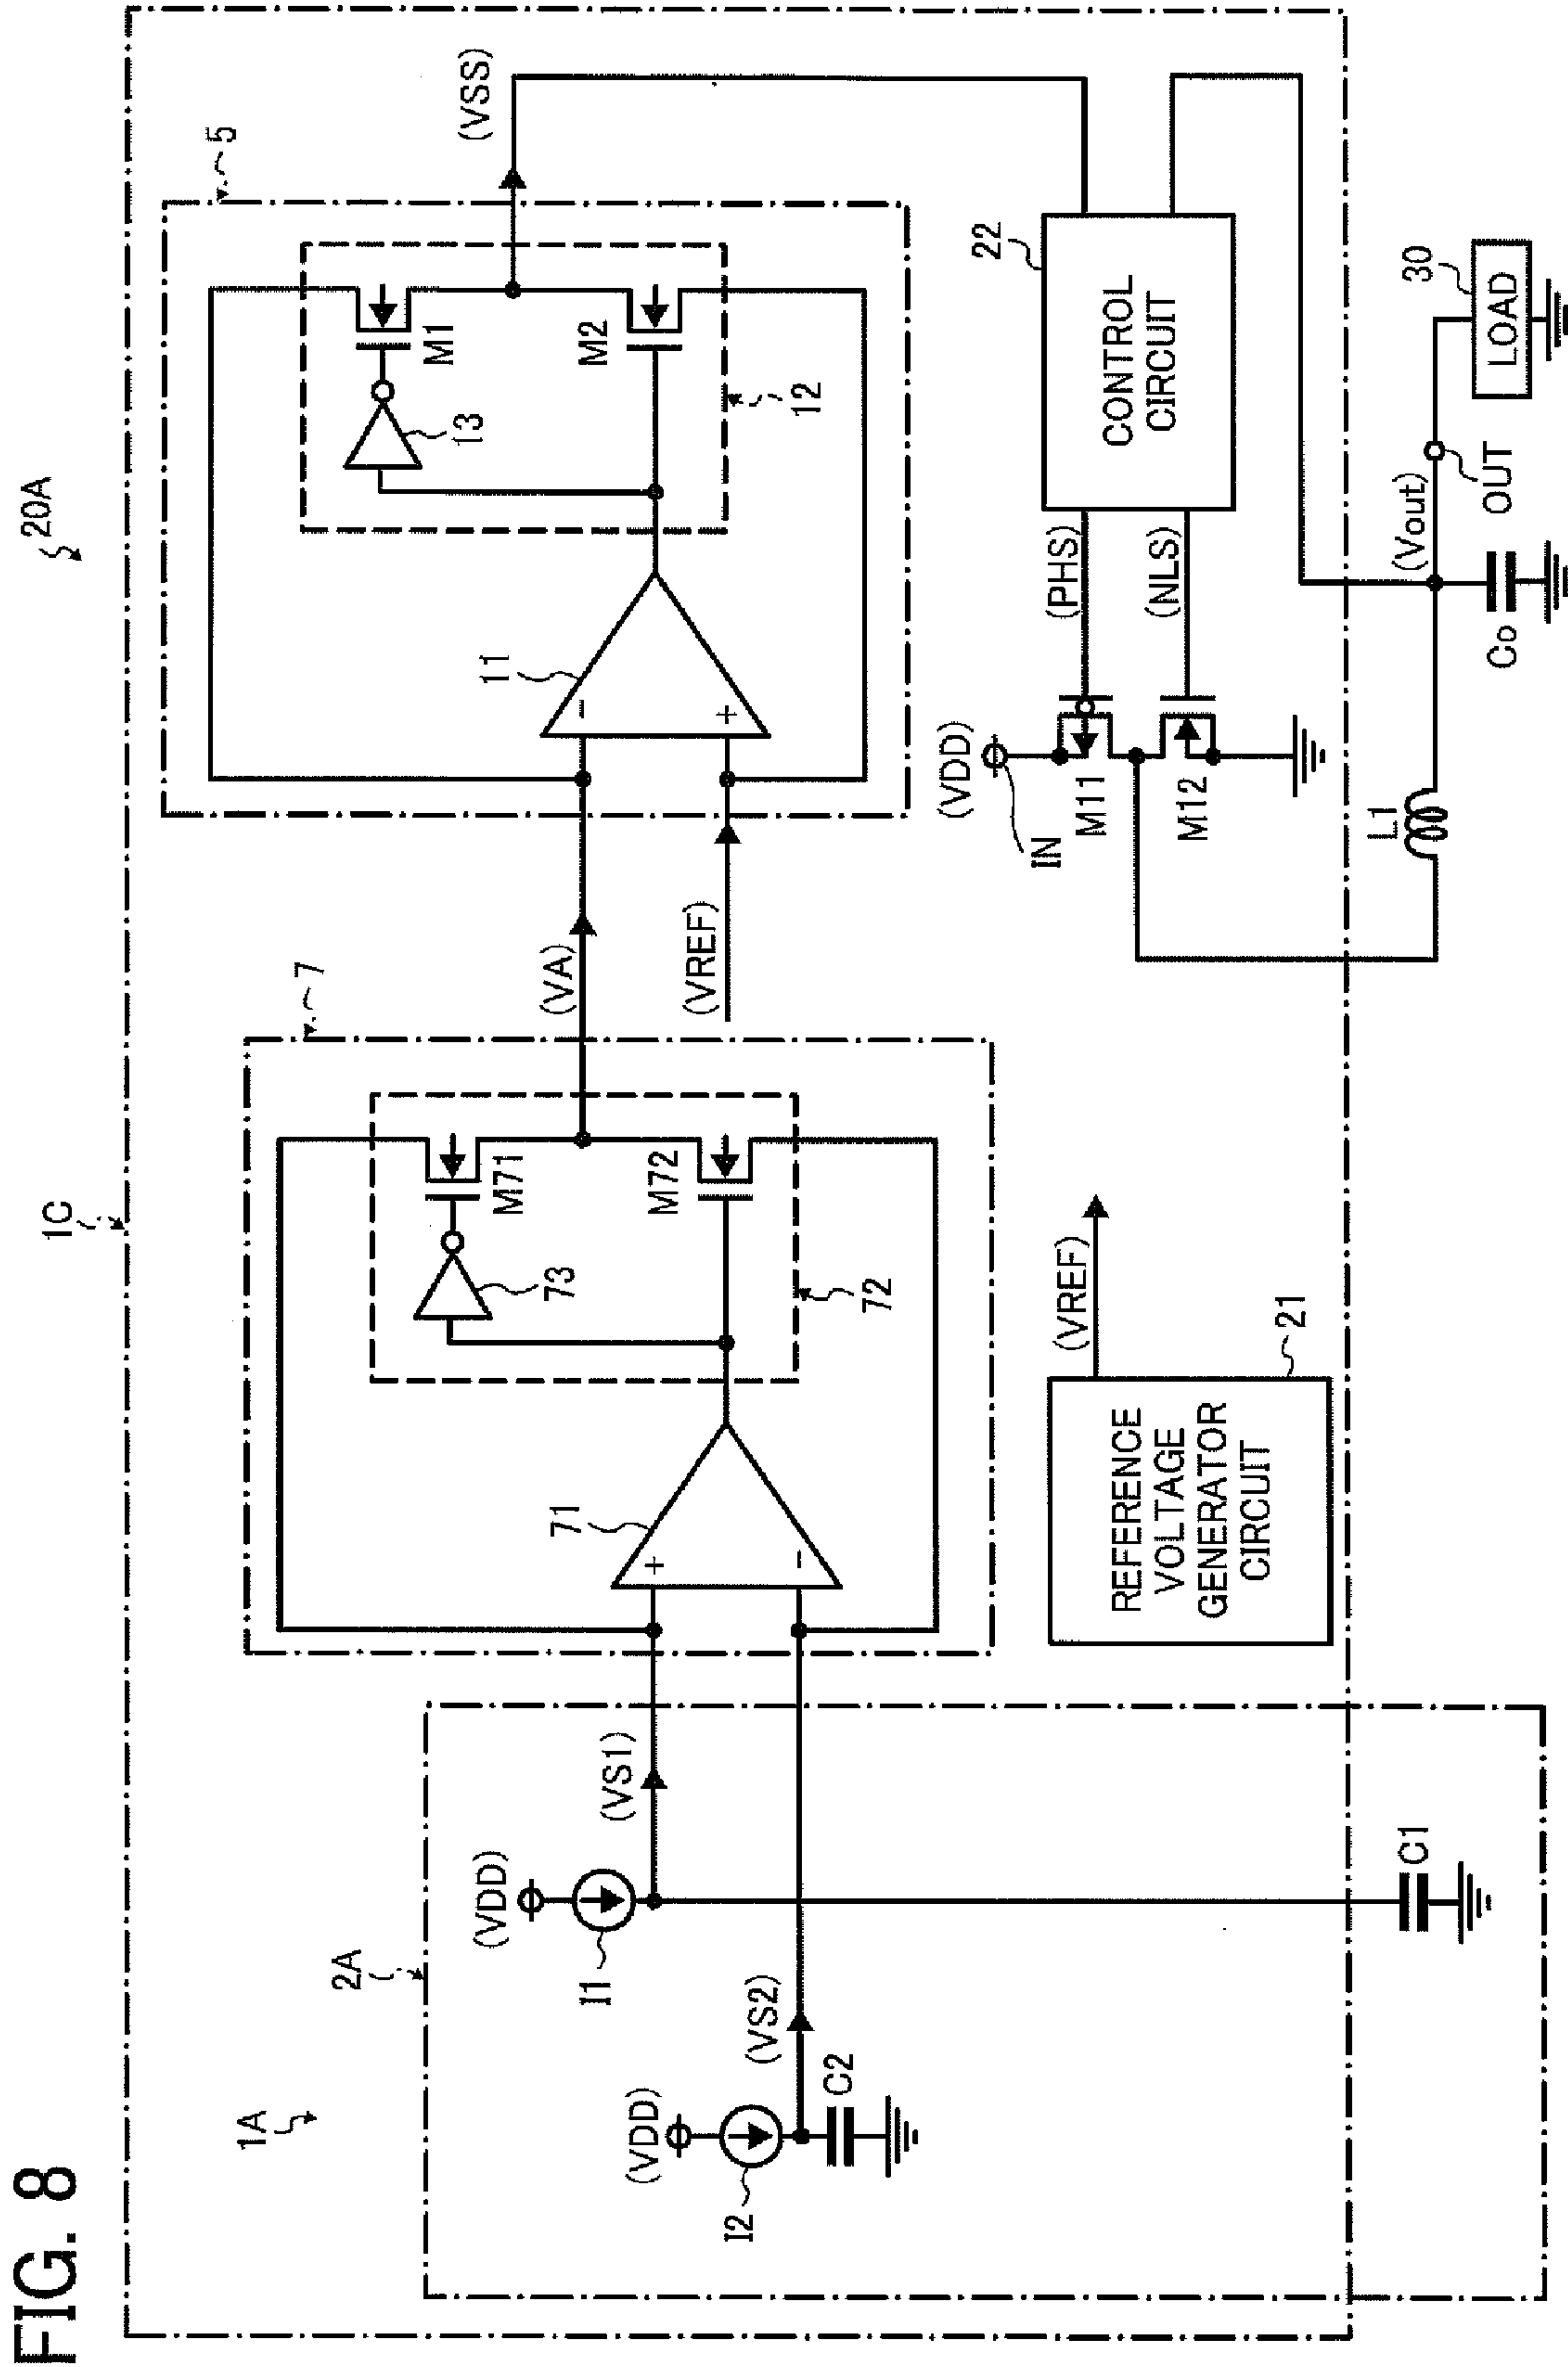 FIG. 8
20A
1C
1A
2A
7
5
(VDD)
I1
(VS1)
(VDD)
I2
(VS2)
C2
C1
71
+
-
73
M71
M72
72
(VA)
(VREF)
11
-
+
13
M1
M2
12
(VSS)
REFERENCE
VOLTAGE
GENERATOR
CIRCUIT
21
(VREF)
(VDD)
IN
M11
M12
(PHS)
(NLS)
CONTROL
CIRCUIT
22
L1
(Vout)
Co
OUT
LOAD
30